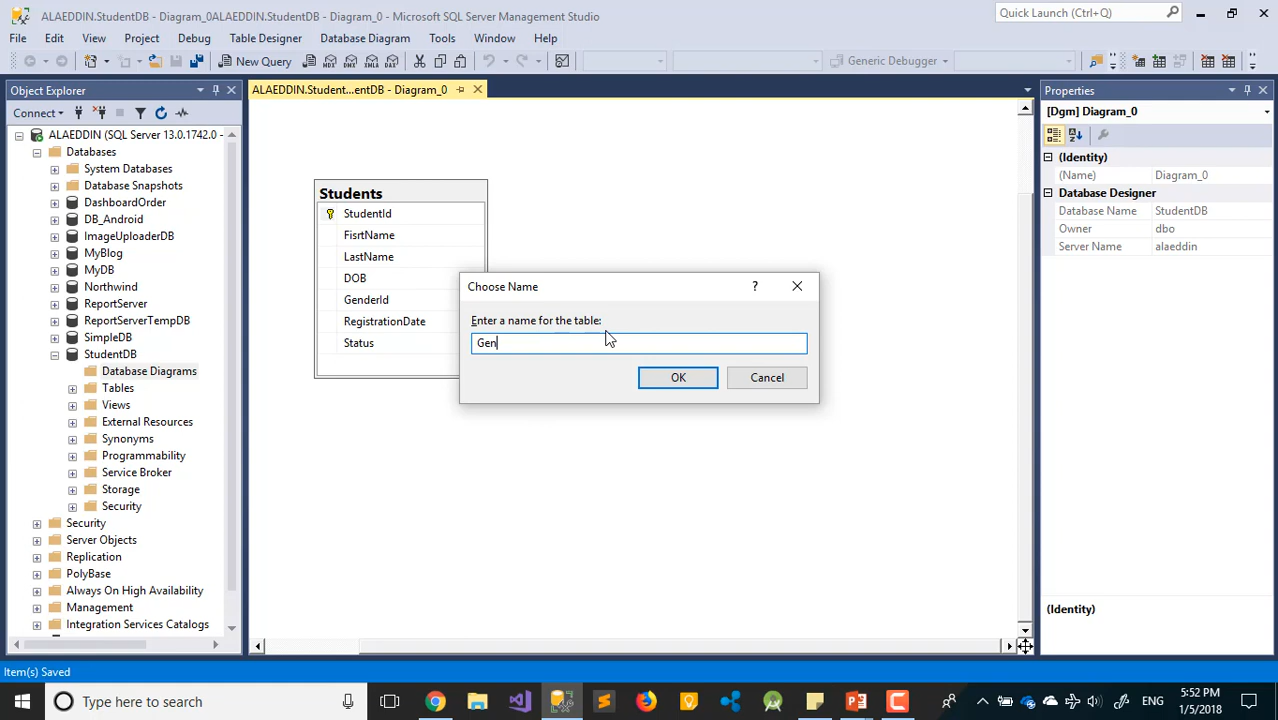 ALAEDDIN.StudentDB - Diagram_0ALAEDDIN.StudentDB - Diagram_0* - Microsoft SQL Server Management Studio
Quick Launch (Ctrl+Q)
File Edit View Project Debug Table Designer Database Diagram Tools Window Help
New Query
MDX DMX XMLA DAX
Generic Debugger
Object Explorer
ALAEDDIN.Student...entDB - Diagram_0
Properties
Connect
[Dgm] Diagram_0
ALAEDDIN (SQL Server 13.0.1742.0 -
Databases
System Databases
Database Snapshots
DashboardOrder
DB_Android
ImageUploaderDB
MyBlog
MyDB
Northwind
ReportServer
ReportServerTempDB
SimpleDB
StudentDB
Database Diagrams
Tables
Views
External Resources
Synonyms
Programmability
Service Broker
Storage
Security
Security
Server Objects
Replication
PolyBase
Always On High Availability
Management
Integration Services Catalogs
Students
StudentId
FisrtName
LastName
DOB
GenderId
RegistrationDate
Status
Choose Name
?
Enter a name for the table:
Gen
OK
Cancel
(Identity)
(Name) Diagram_0
Database Designer
Database Name StudentDB
Owner dbo
Server Name alaeddin
(Identity)
Item(s) Saved
Type here to search
ENG
5:52 PM
1/5/2018